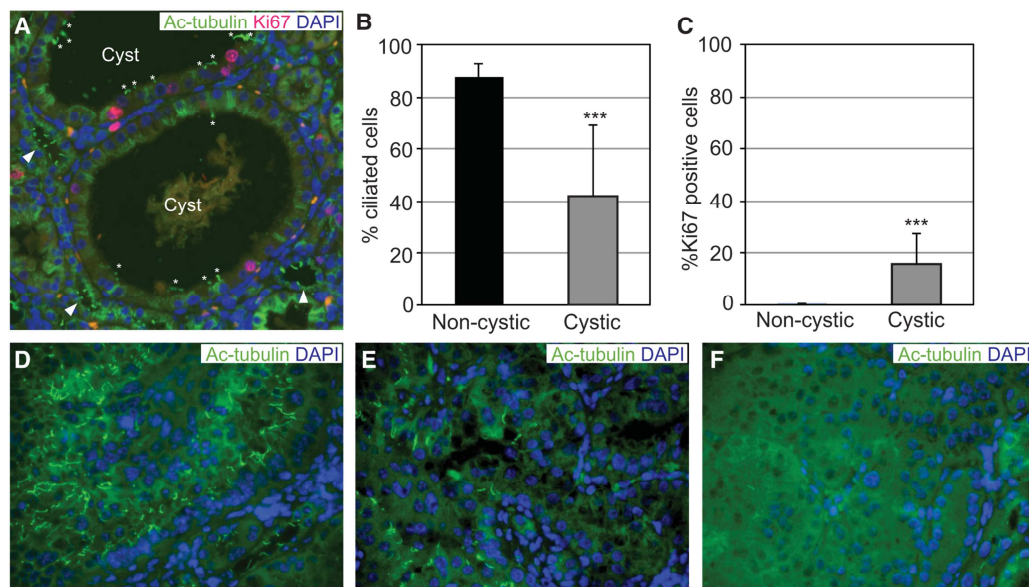 A
Ac-tubulin Ki67 DAPI
Cyst
Cyst
B
% ciliated cells
100
80
60
40
20
0
***
Non-cystic
Cystic
C
%Ki67 positive cells
100
80
60
40
20
0
***
Non-cystic
Cystic
D
Ac-tubulin DAPI
E
Ac-tubulin DAPI
F
Ac-tubulin DAPI